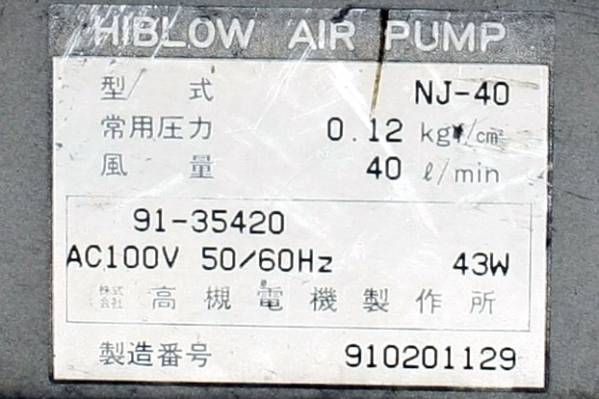 HIBLOW AIR PUMP
型式 NJ-40
常用圧力 0.12 kgf/cm²
風量 40 ℓ/min
91-35420
AC100V 50/60Hz 43W
株式会社 高槻電機製作所
製造番号 910201129